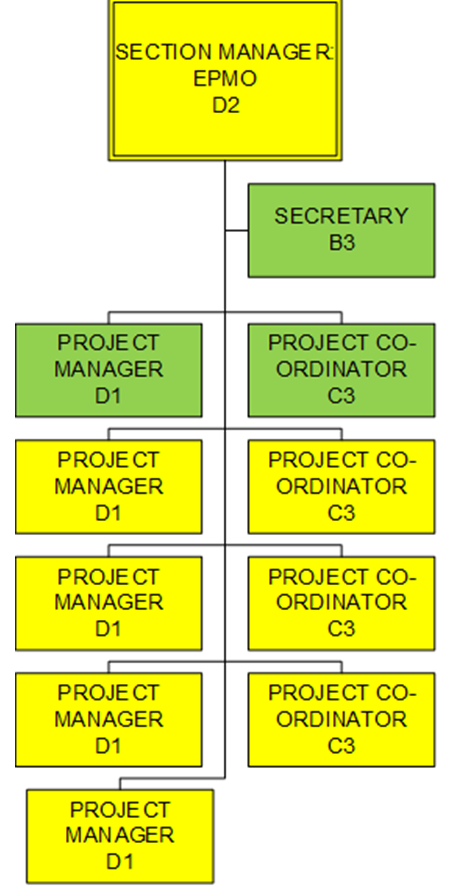 SECTION MANAGER:
EPMO
D2
SECRETARY
B3
PROJECT
MANAGER
D1
PROJECT CO-
ORDINATOR
C3
PROJECT
MANAGER
D1
PROJECT CO-
ORDINATOR
C3
PROJECT
MANAGER
D1
PROJECT CO-
ORDINATOR
C3
PROJECT
MANAGER
D1
PROJECT CO-
ORDINATOR
C3
PROJECT
MANAGER
D1